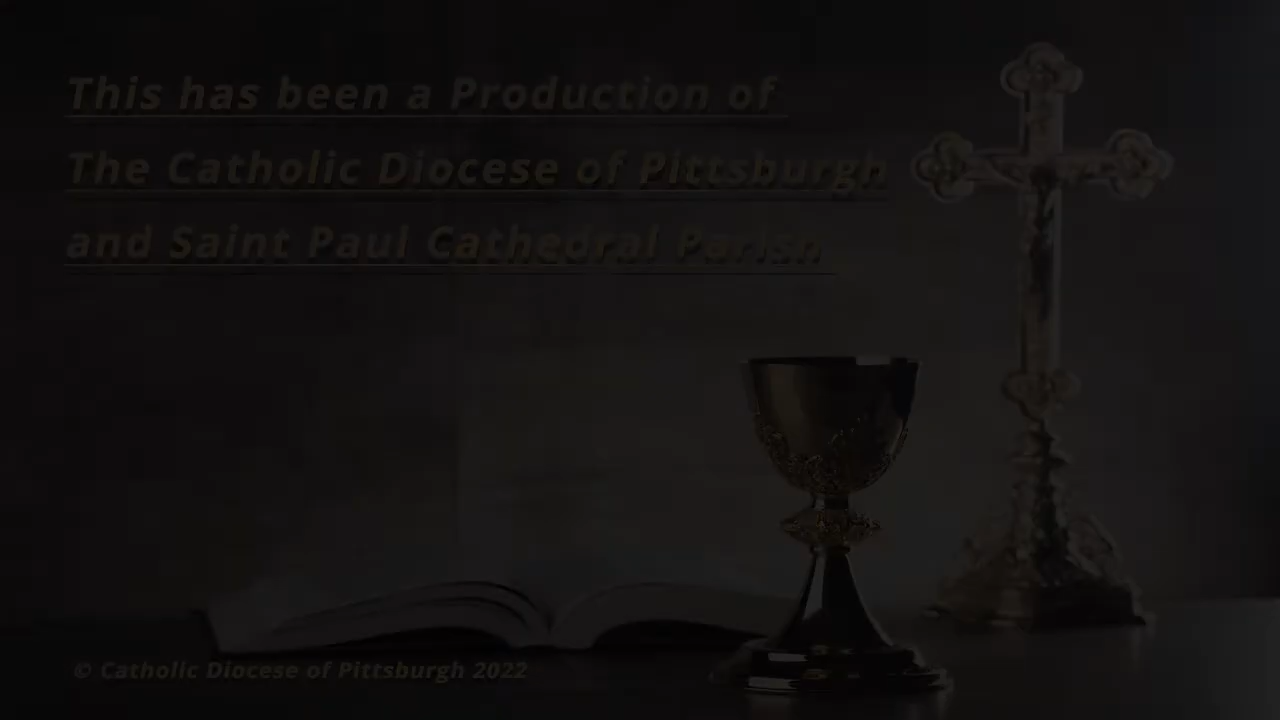 This has been a Production of
The Catholic Diocese of Pittsburgh
and Saint Paul Cathedral Parish
© Catholic Diocese of Pittsburgh 2022